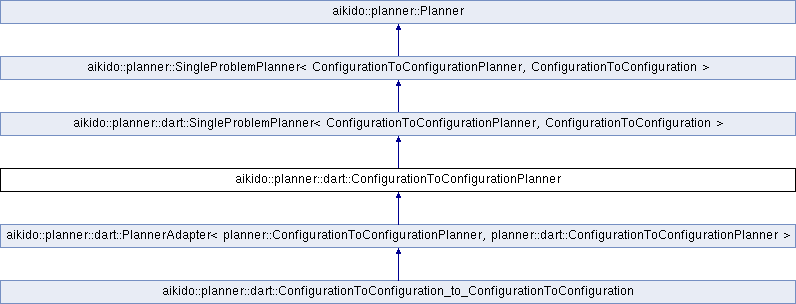 aikido::planner::Planner
aikido::planner::SingleProblemPlanner< ConfigurationToConfigurationPlanner, ConfigurationToConfiguration >
aikido::planner::dart::SingleProblemPlanner< ConfigurationToConfigurationPlanner, ConfigurationToConfiguration >
aikido::planner::dart::ConfigurationToConfigurationPlanner
aikido::planner::dart::PlannerAdapter< planner::ConfigurationToConfigurationPlanner, planner::dart::ConfigurationToConfigurationPlanner >
aikido::planner::dart::ConfigurationToConfiguration_to_ConfigurationToConfiguration